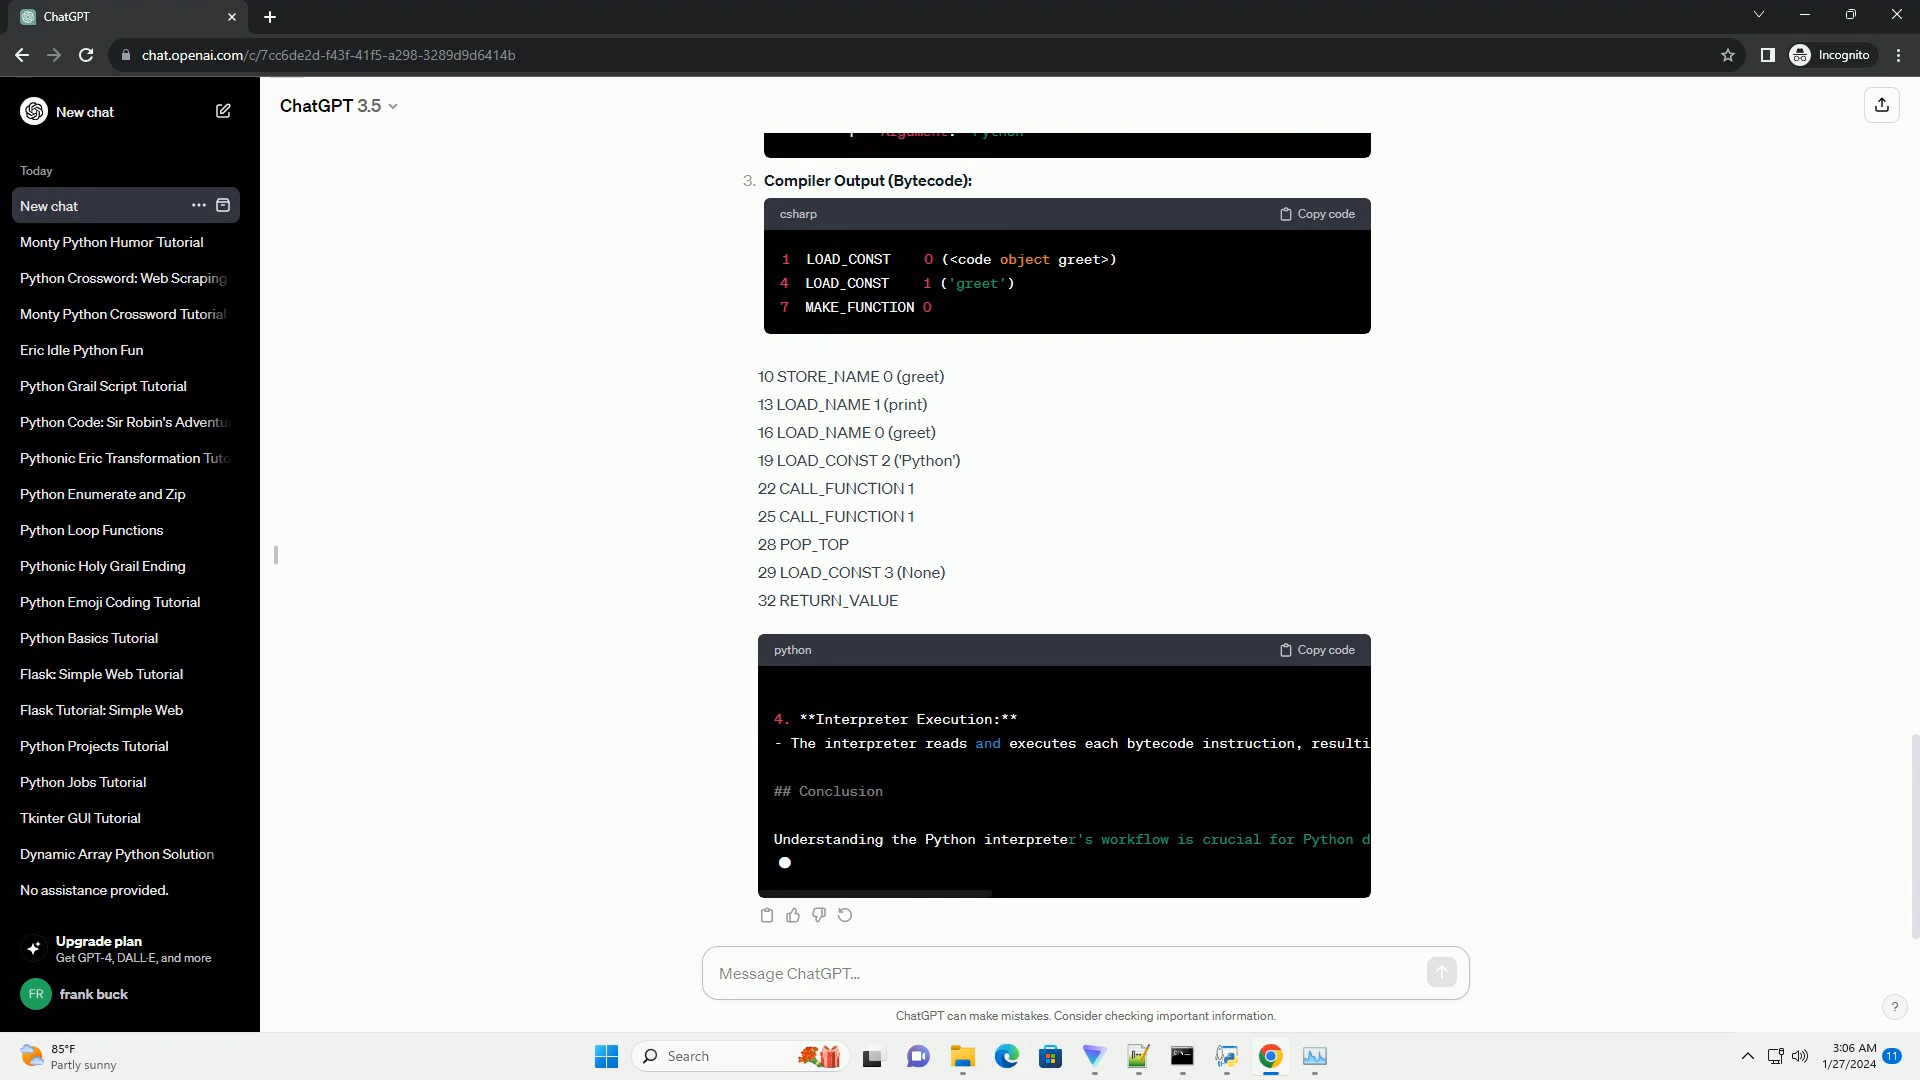 ChatGPT
chat.openai.com/c/7cc6de2d-f43f-41f5-a298-3289d9d6414b
Incognito
New chat
ChatGPT 3.5
Today
New chat
Monty Python Humor Tutorial
Python Crossword: Web Scraping
Monty Python Crossword Tutorial
Eric Idle Python Fun
Python Grail Script Tutorial
Python Code: Sir Robin's Adventu
Pythonic Eric Transformation Tuto
Python Enumerate and Zip
Python Loop Functions
Pythonic Holy Grail Ending
Python Emoji Coding Tutorial
Python Basics Tutorial
Flask: Simple Web Tutorial
Flask Tutorial: Simple Web
Python Projects Tutorial
Python Jobs Tutorial
Tkinter GUI Tutorial
Dynamic Array Python Solution
No assistance provided.
Upgrade plan
Get GPT-4, DALL·E, and more
FR frank buck
Argument: 'Python'
3. Compiler Output (Bytecode):
csharp Copy code
1 LOAD_CONST 0 (<code object greet>)
4 LOAD_CONST 1 ('greet')
7 MAKE_FUNCTION 0
10 STORE_NAME 0 (greet)
13 LOAD_NAME 1 (print)
16 LOAD_NAME 0 (greet)
19 LOAD_CONST 2 ('Python')
22 CALL_FUNCTION 1
25 CALL_FUNCTION 1
28 POP_TOP
29 LOAD_CONST 3 (None)
32 RETURN_VALUE
python Copy code
4. **Interpreter Execution:**
- The interpreter reads and executes each bytecode instruction, resulti
## Conclusion
Understanding the Python interpreter's workflow is crucial for Python d
Message ChatGPT...
ChatGPT can make mistakes. Consider checking important information.
?
85°F
Partly sunny
Search
3:06 AM
1/27/2024
11